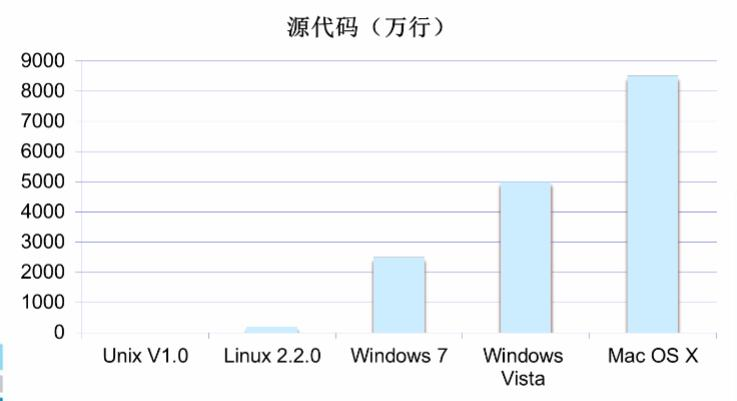 源代码（万行）
9000
8000
7000
6000
5000
4000
3000
2000
1000
0
Unix V1.0
Linux 2.2.0
Windows 7
Windows
Vista
Mac OS X